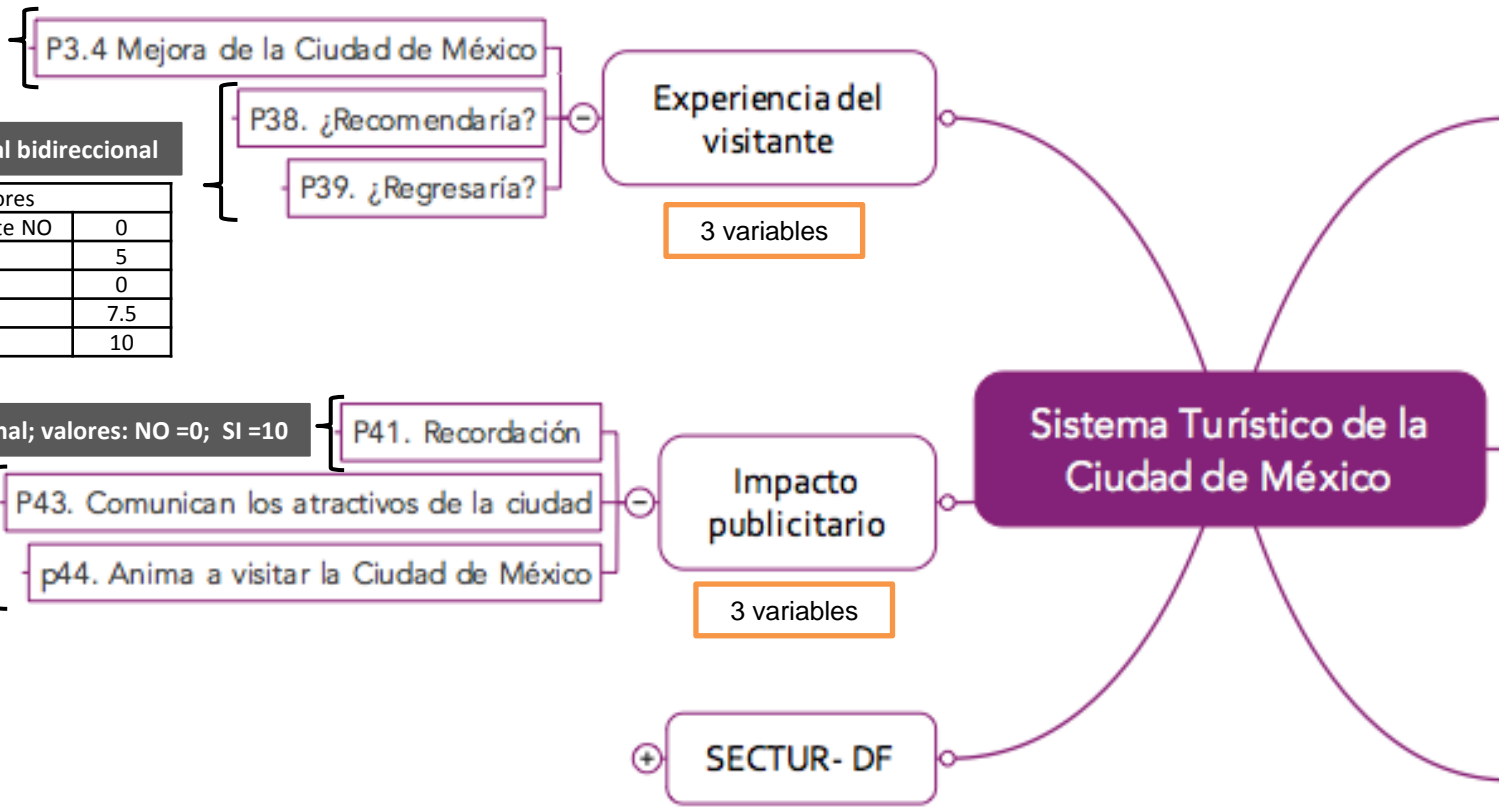 P3.4 Mejora de la Ciudad de México
P38. ¿Recomendaría?
P39. ¿Regresaría?
Experiencia del
visitante
3 variables
bidireccional
NO 0
5
0
7.5
10
valores: NO =0; SI =10
P41. Recordación
P43. Comunican los atractivos de la ciudad
p44. Anima a visitar la Ciudad de México
Impacto
publicitario
3 variables
Sistema Turístico de la
Ciudad de México
SECTUR- DF